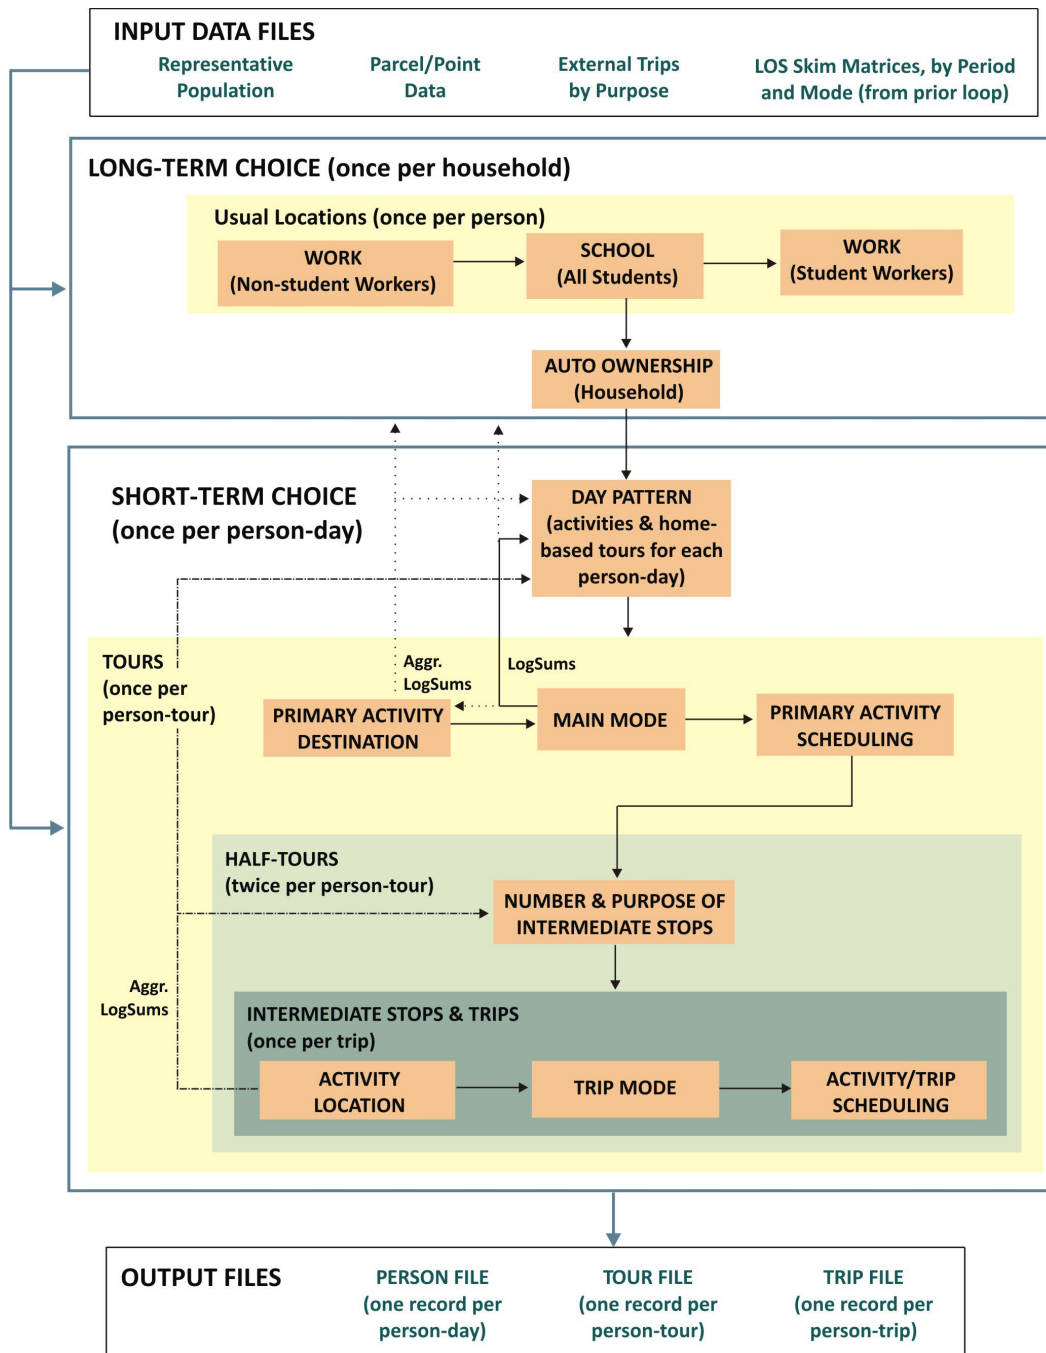 INPUT DATA FILES
Representative
Population
Parcel/Point
Data
External Trips
by Purpose
LOS Skim Matrices, by Period
and Mode (from prior loop)
LONG-TERM CHOICE (once per household)
Usual Locations (once per person)
WORK
(Non-student Workers)
SCHOOL
(All Students)
WORK
(Student Workers)
AUTO OWNERSHIP
(Household)
SHORT-TERM CHOICE
(once per person-day)
DAY PATTERN
(activities & home-
based tours for each
person-day)
TOURS
(once per
person-tour)
Aggr.
LogSums
LogSums
PRIMARY ACTIVITY
DESTINATION
MAIN MODE
PRIMARY ACTIVITY
SCHEDULING
HALF-TOURS
(twice per person-tour)
NUMBER & PURPOSE OF
INTERMEDIATE STOPS
Aggr.
LogSums
INTERMEDIATE STOPS & TRIPS
(once per trip)
ACTIVITY
LOCATION
TRIP MODE
ACTIVITY/TRIP
SCHEDULING
OUTPUT FILES
PERSON FILE
(one record per
person-day)
TOUR FILE
(one record per
person-tour)
TRIP FILE
(one record per
person-trip)